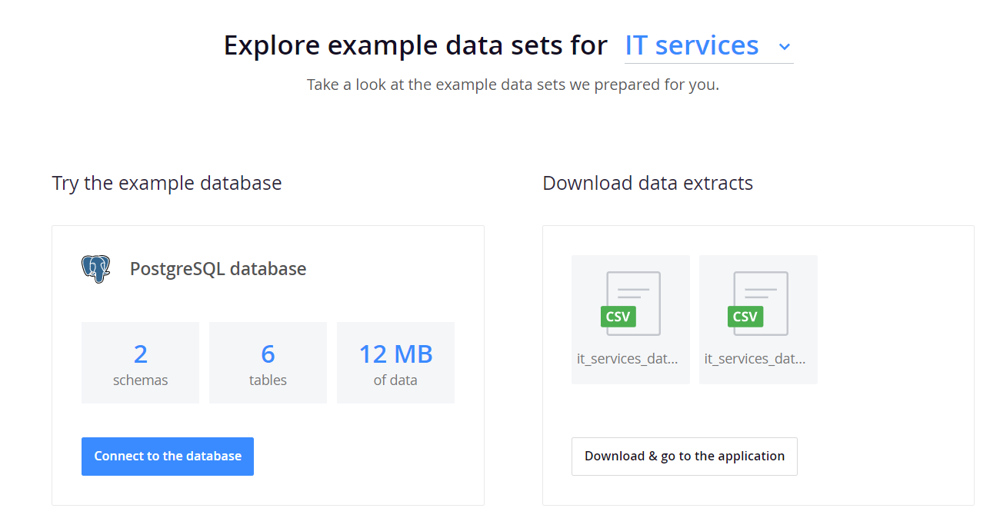 Explore example data sets for IT services
Take a look at the example data sets we prepared for you.
Try the example database
PostgreSQL database
2
schemas
6
tables
12 MB
of data
Connect to the database
Download data extracts
CSV
it_services_dat...
CSV
it_services_dat...
Download & go to the application